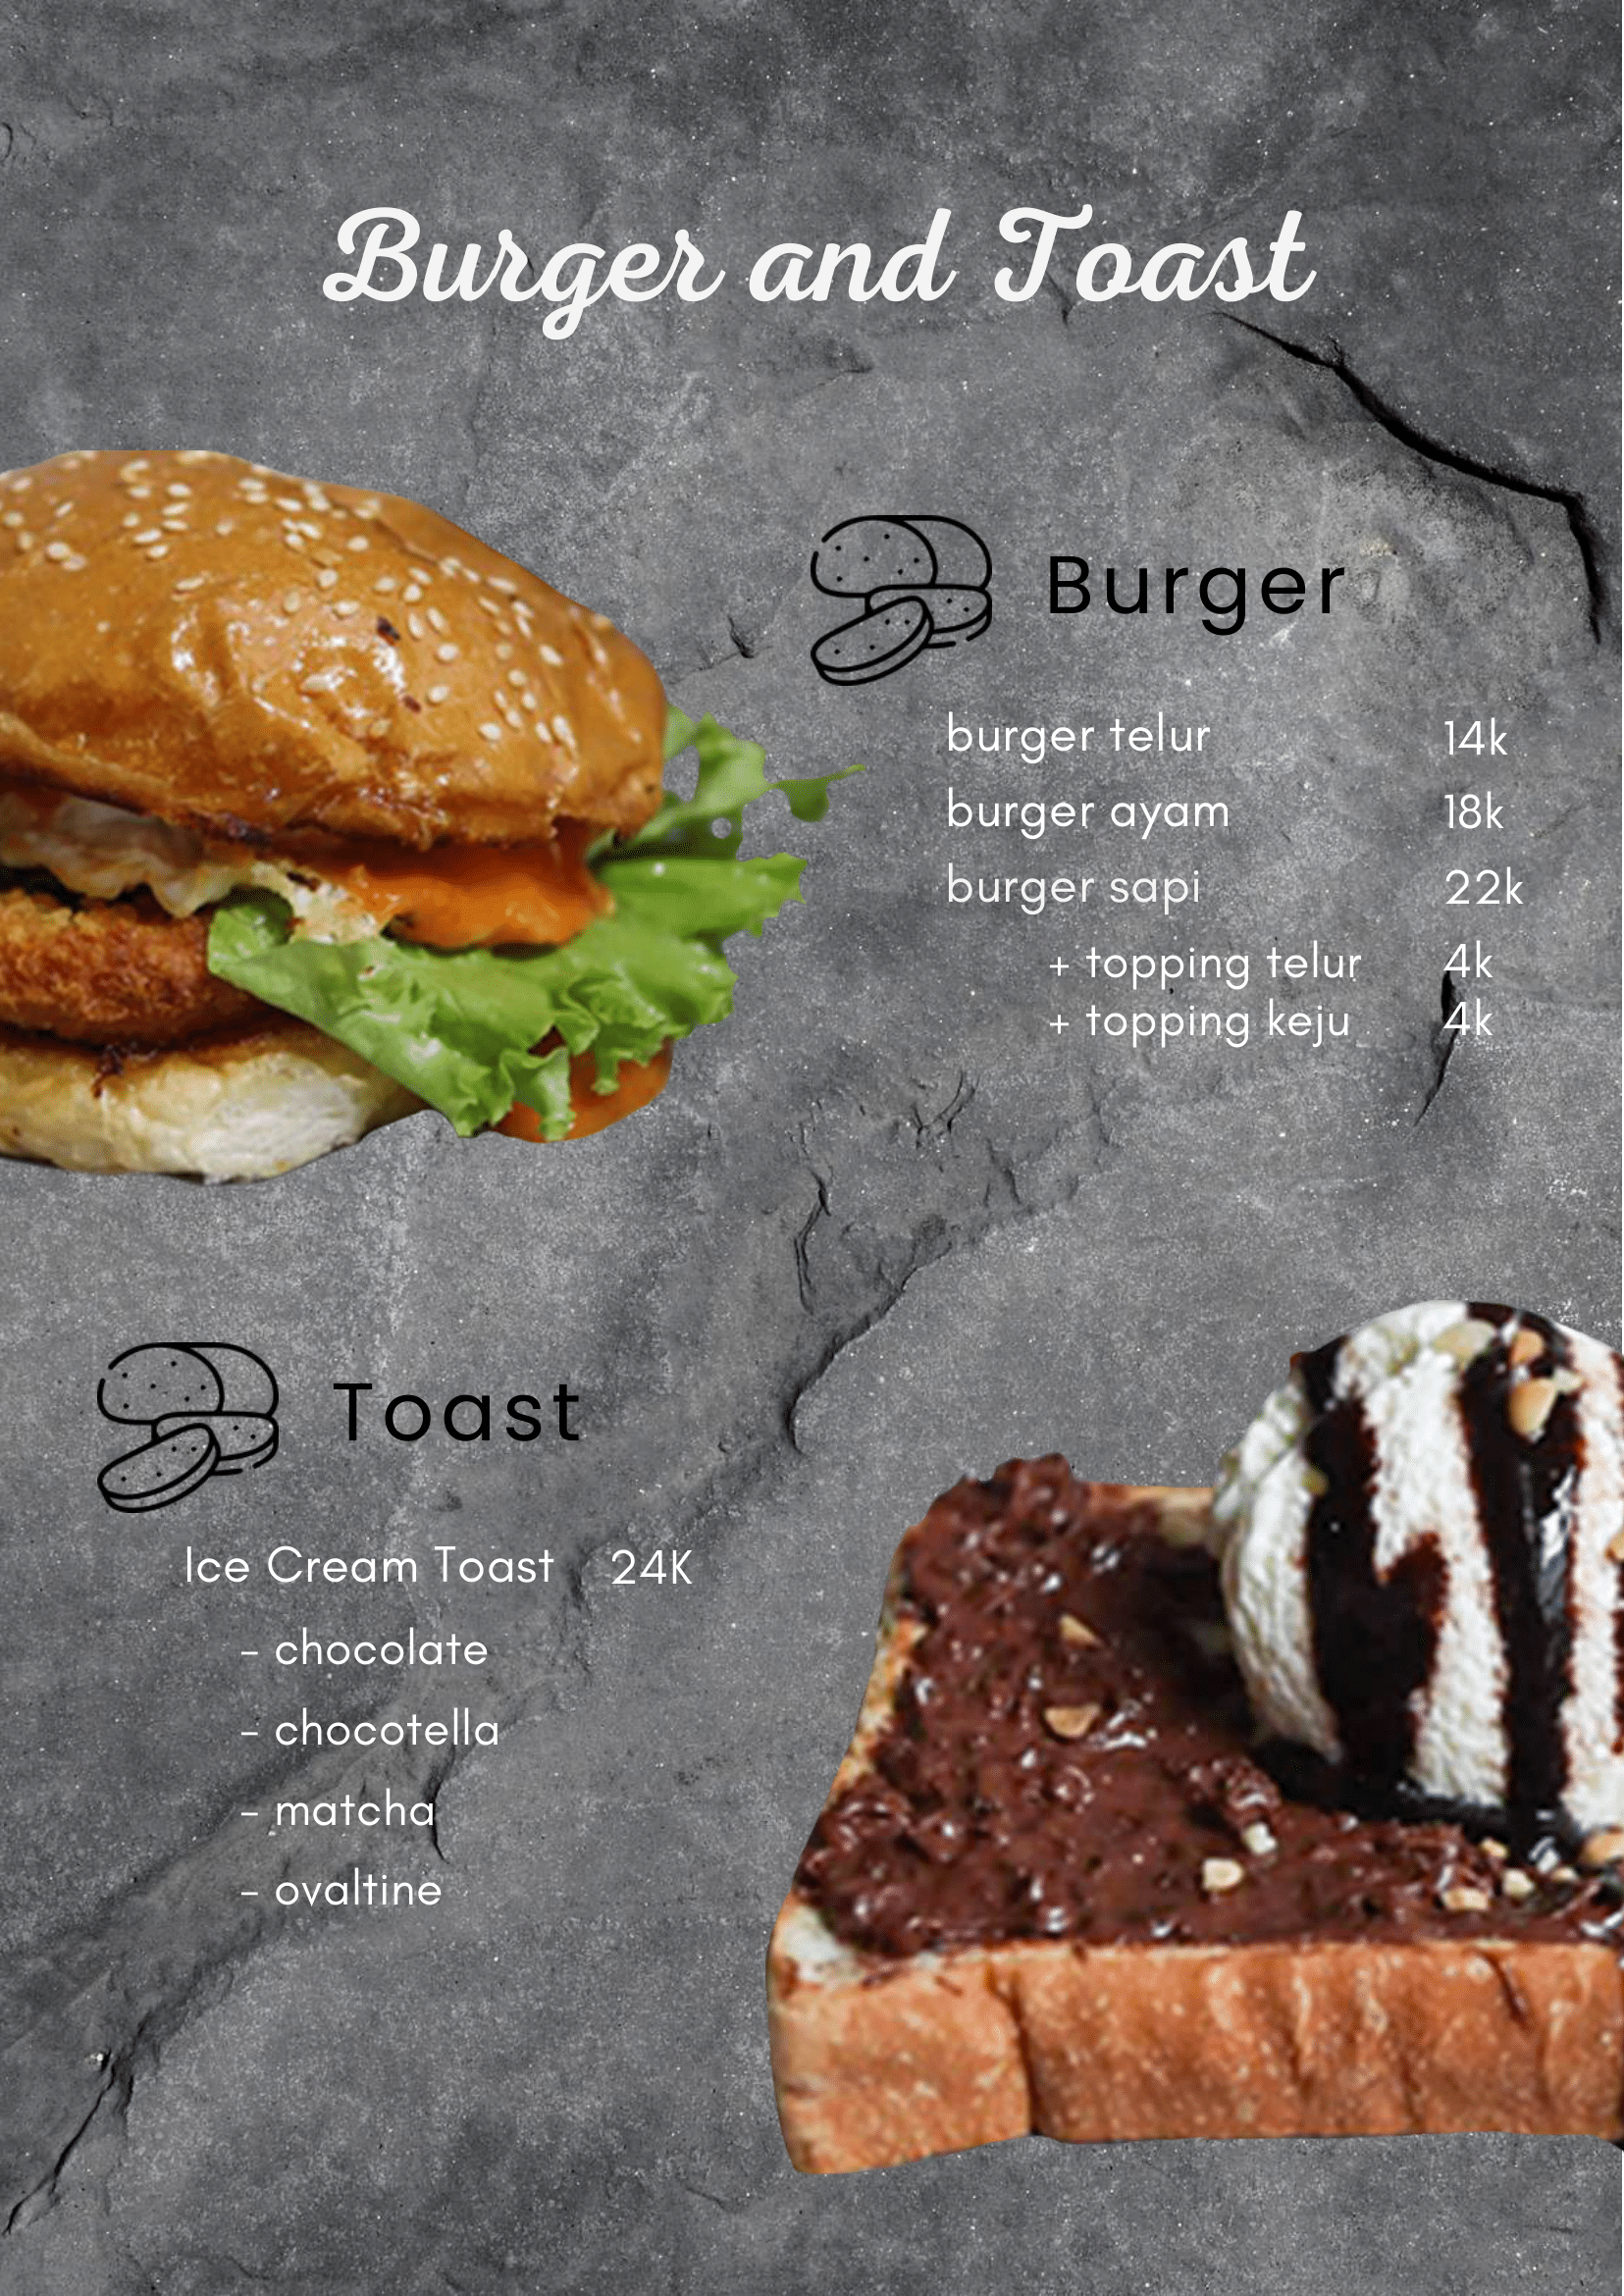 Burger and Toast
Burger
burger telur 14k
burger ayam 18k
burger sapi 22k
+ topping telur 4k
+ topping keju 4k
Toast
Ice Cream Toast 24K
- chocolate
- chocotella
- matcha
- ovaltine